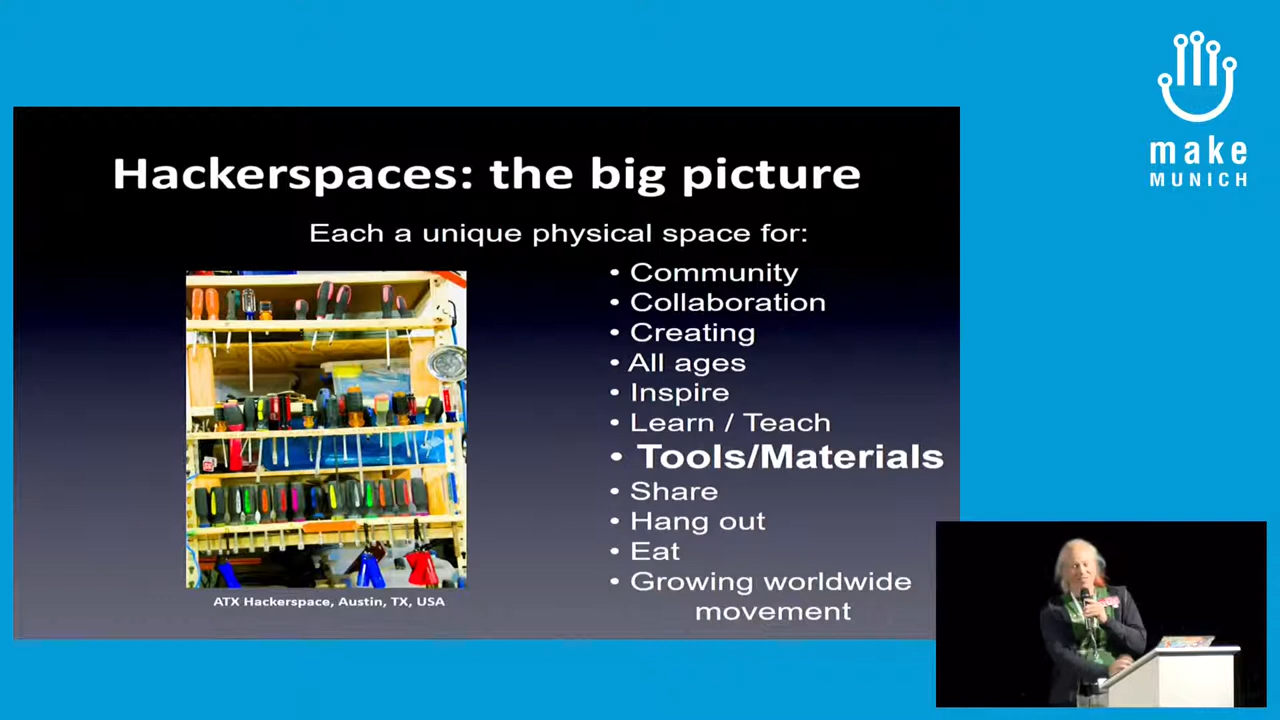 Hackerspaces: the big picture
Each a unique physical space for:
• Community
• Collaboration
• Creating
• All ages
• Inspire
• Learn / Teach
• Tools/Materials
• Share
• Hang out
• Eat
• Growing worldwide
movement
ATX Hackerspace, Austin, TX, USA
make
MUNICH